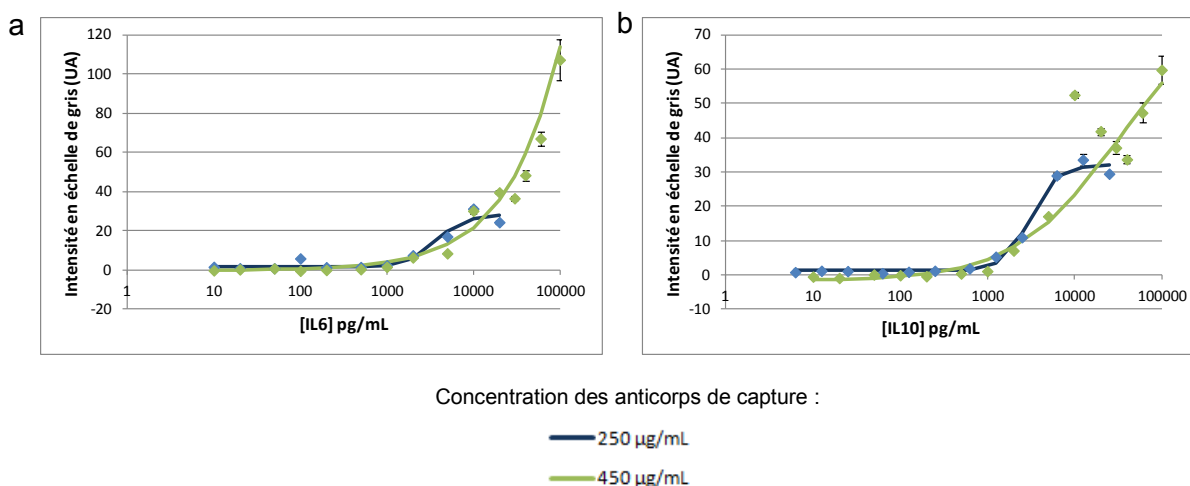 a
Intensité en échelle de gris (UA)
120
100
80
60
40
20
0
-20
1 10 100 1000 10000 100000
[IL6] pg/mL
b
Intensité en échelle de gris (UA)
70
60
50
40
30
20
10
0
-10
1 10 100 1000 10000 100000
[IL10] pg/mL
Concentration des anticorps de capture :
250 µg/mL
450 µg/mL